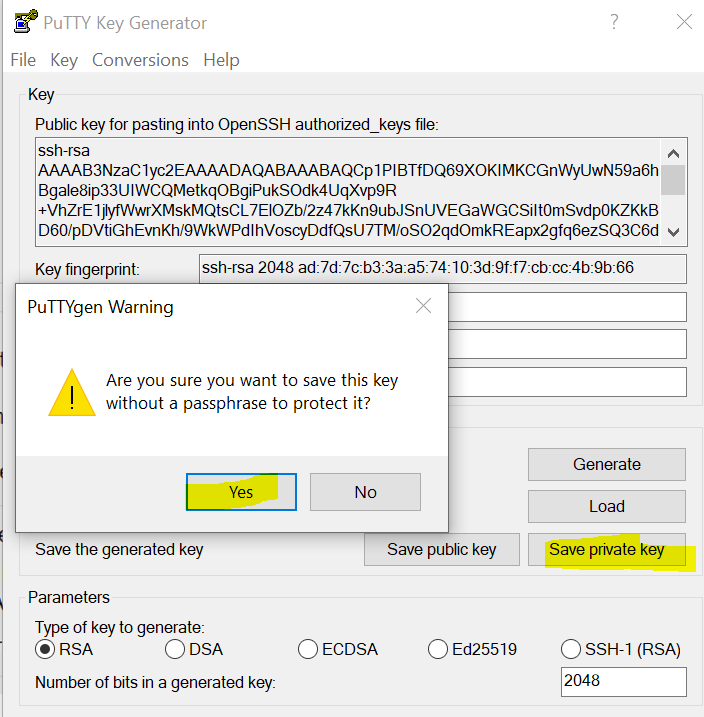 PuTTY Key Generator
?
File Key Conversions Help
Key
Public key for pasting into OpenSSH authorized_keys file:
ssh-rsa
AAAAB3NzaC1yc2EAAAADAQABAAABAQCp1PIBTfDQ69XOKIMKCGnWyUwN59a6h
Bgale8ip33UIWCQMetkqOBgiPukSOdk4UqXvp9R
+VhZrE1jlyfWwrXMskMQtsCL7ElOZb/2z47kKn9ubJSnUVEGaWGCSiIt0mSvdp0KZKkB
D60/pDVtiGhEvnKh/9WkWPdIhVoscyDdfQsU7TM/oSO2qdOmkREapx2gfq6ezSQ3C6d
Key fingerprint:
ssh-rsa 2048 ad:7d:7c:b3:3a:a5:74:10:3d:9f:f7:cb:cc:4b:9b:66
PuTTYgen Warning
Are you sure you want to save this key
without a passphrase to protect it?
Yes
No
Generate
Load
Save the generated key
Save public key
Save private key
Parameters
Type of key to generate:
RSA
DSA
ECDSA
Ed25519
SSH-1 (RSA)
Number of bits in a generated key:
2048